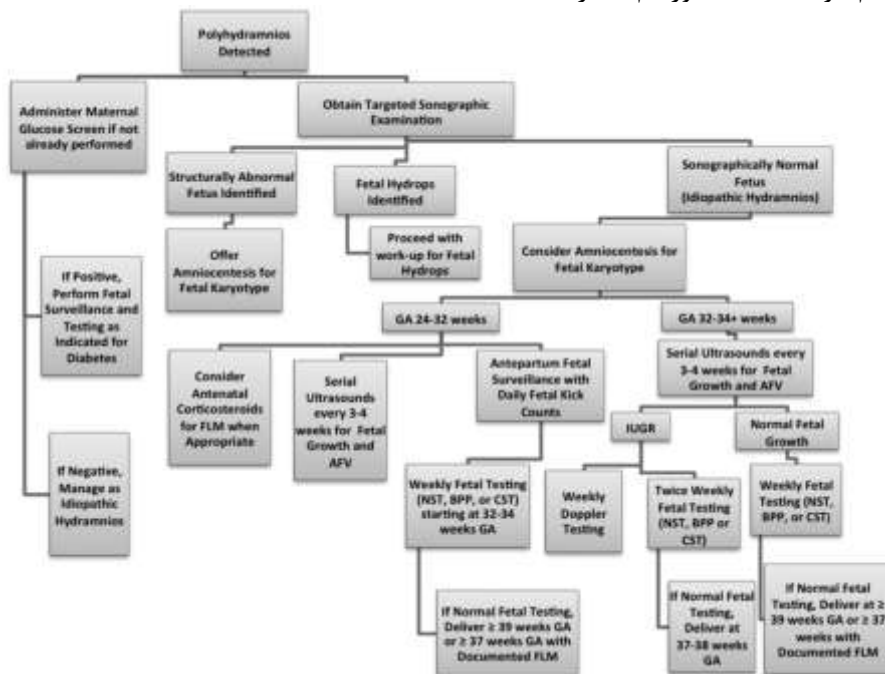 Polyhydramnios
Detected
Administer Maternal
Glucose Screen if not
already performed
Obtain Targeted Sonographic
Examination
Structurally Abnormal
Fetus Identified
Fetal Hydrops
Identified
Sonographically Normal
Fetus
(Idiopathic Hydramnios)
Offer
Amniocentesis for
Fetal Karyotype
Proceed with
work-up for Fetal
Hydrops
Consider Amniocentesis for
Fetal Karyotype
If Positive,
Perform Fetal
Surveillance and
Testing as
Indicated for
Diabetes
If Negative,
Manage as
Idiopathic
Hydramnios
GA 24-32 weeks
GA 32-34+ weeks
Consider
Antenatal
Corticosteroids
for FLM when
Appropriate
Serial
Ultrasounds
every 3-4
weeks for Fetal
Growth and
AFV
Antepartum Fetal
Surveillance with
Daily Fetal Kick
Counts
Serial Ultrasounds every
3-4 weeks for Fetal
Growth and AFV
IUGR
Normal Fetal
Growth
Weekly Fetal Testing
(NST, BPP, or CST)
starting at 32-34
weeks GA
Weekly
Doppler
Testing
Twice Weekly
Fetal Testing
(NST, BPP or
CST)
Weekly Fetal
Testing (NST,
BPP, or CST)
If Normal Fetal Testing,
Deliver ≥ 39 weeks GA
or ≥ 37 weeks GA with
Documented FLM
If Normal Fetal
Testing,
Deliver at
37-38 weeks
GA
If Normal Fetal
Testing, Deliver at ≥
39 weeks GA or ≥ 37
weeks with
Documented FLM